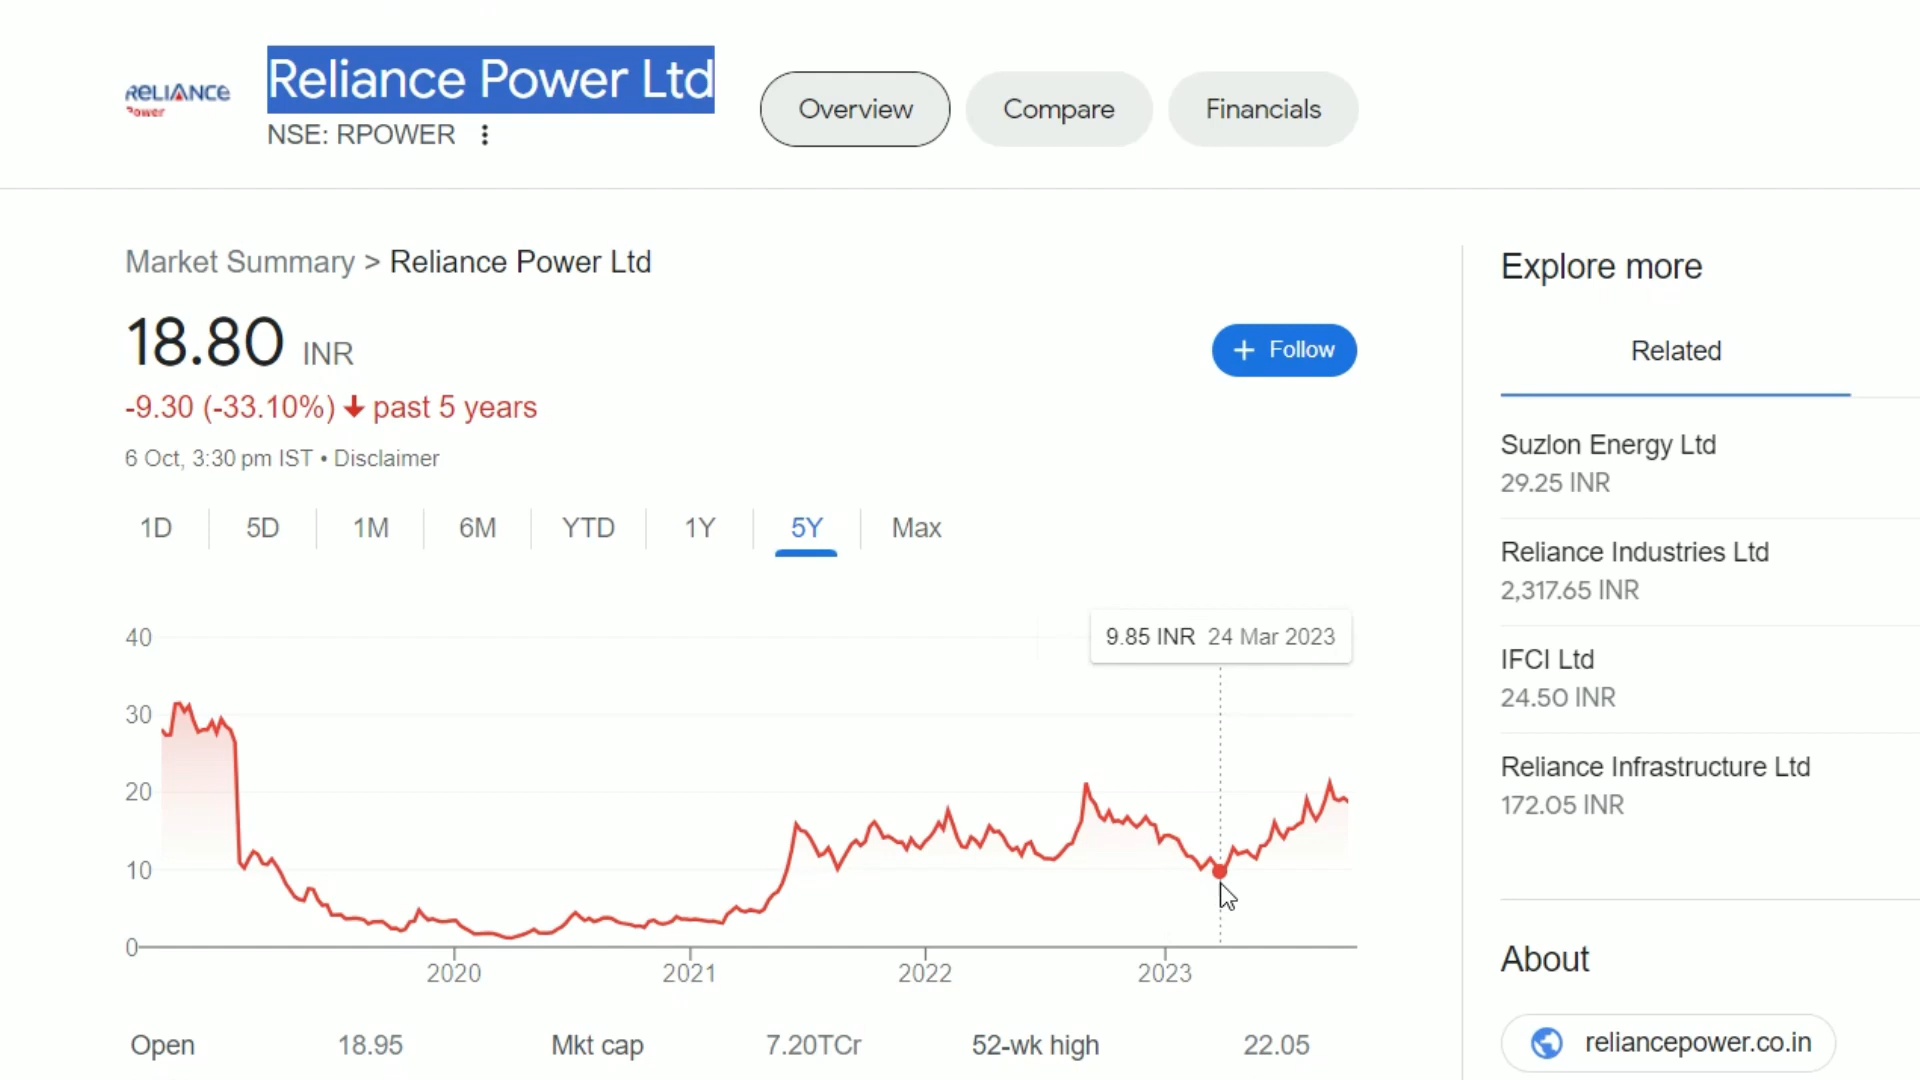 RELIANCE
Power
Reliance Power Ltd
NSE: RPOWER
Overview
Compare
Financials
Market Summary > Reliance Power Ltd
18.80 INR
+ Follow
-9.30 (-33.10%) ↓ past 5 years
6 Oct, 3:30 pm IST • Disclaimer
1D
5D
1M
6M
YTD
1Y
5Y
Max
9.85 INR 24 Mar 2023
40
30
20
10
0
2020
2021
2022
2023
Open 18.95
Mkt cap 7.20TCr
52-wk high 22.05
Explore more
Related
Suzlon Energy Ltd
29.25 INR
Reliance Industries Ltd
2,317.65 INR
IFCI Ltd
24.50 INR
Reliance Infrastructure Ltd
172.05 INR
About
reliancepower.co.in